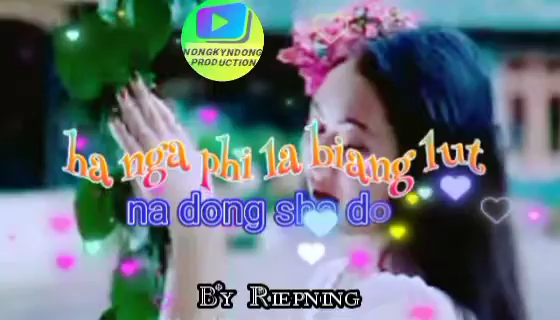 NONGKYNDONG
PRODUCTION
ha nga phi la biang lut
na dong sha do
By Riepning